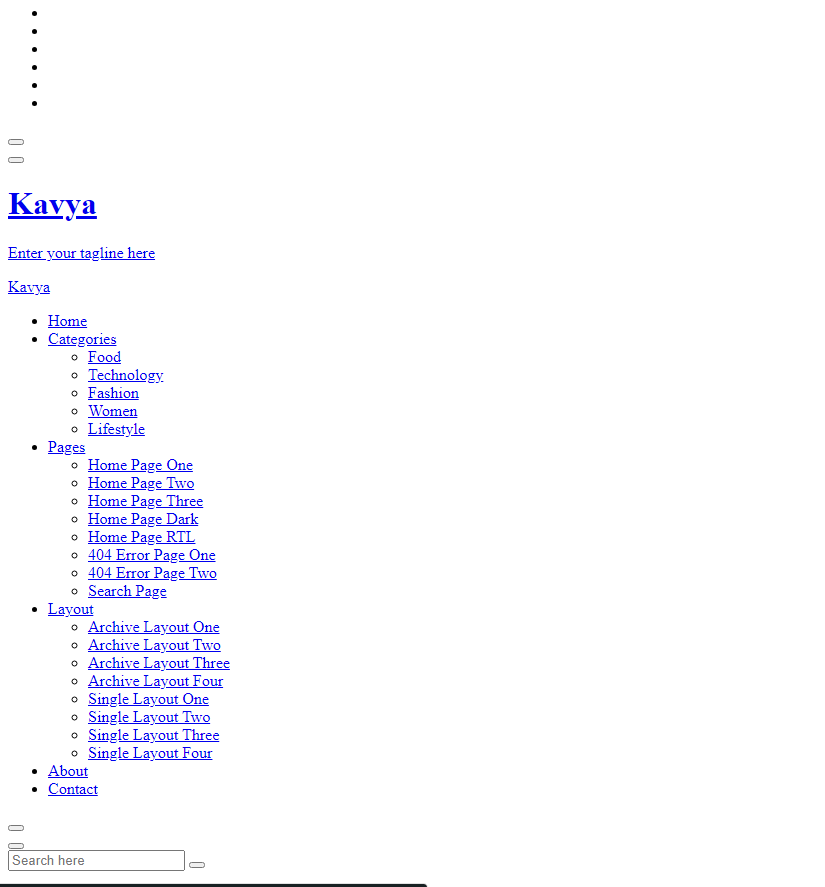 Kavya
Enter your tagline here
Kavya
Home
Categories
Food
Technology
Fashion
Women
Lifestyle
Pages
Home Page One
Home Page Two
Home Page Three
Home Page Dark
Home Page RTL
404 Error Page One
404 Error Page Two
Search Page
Layout
Archive Layout One
Archive Layout Two
Archive Layout Three
Archive Layout Four
Single Layout One
Single Layout Two
Single Layout Three
Single Layout Four
About
Contact
Search here